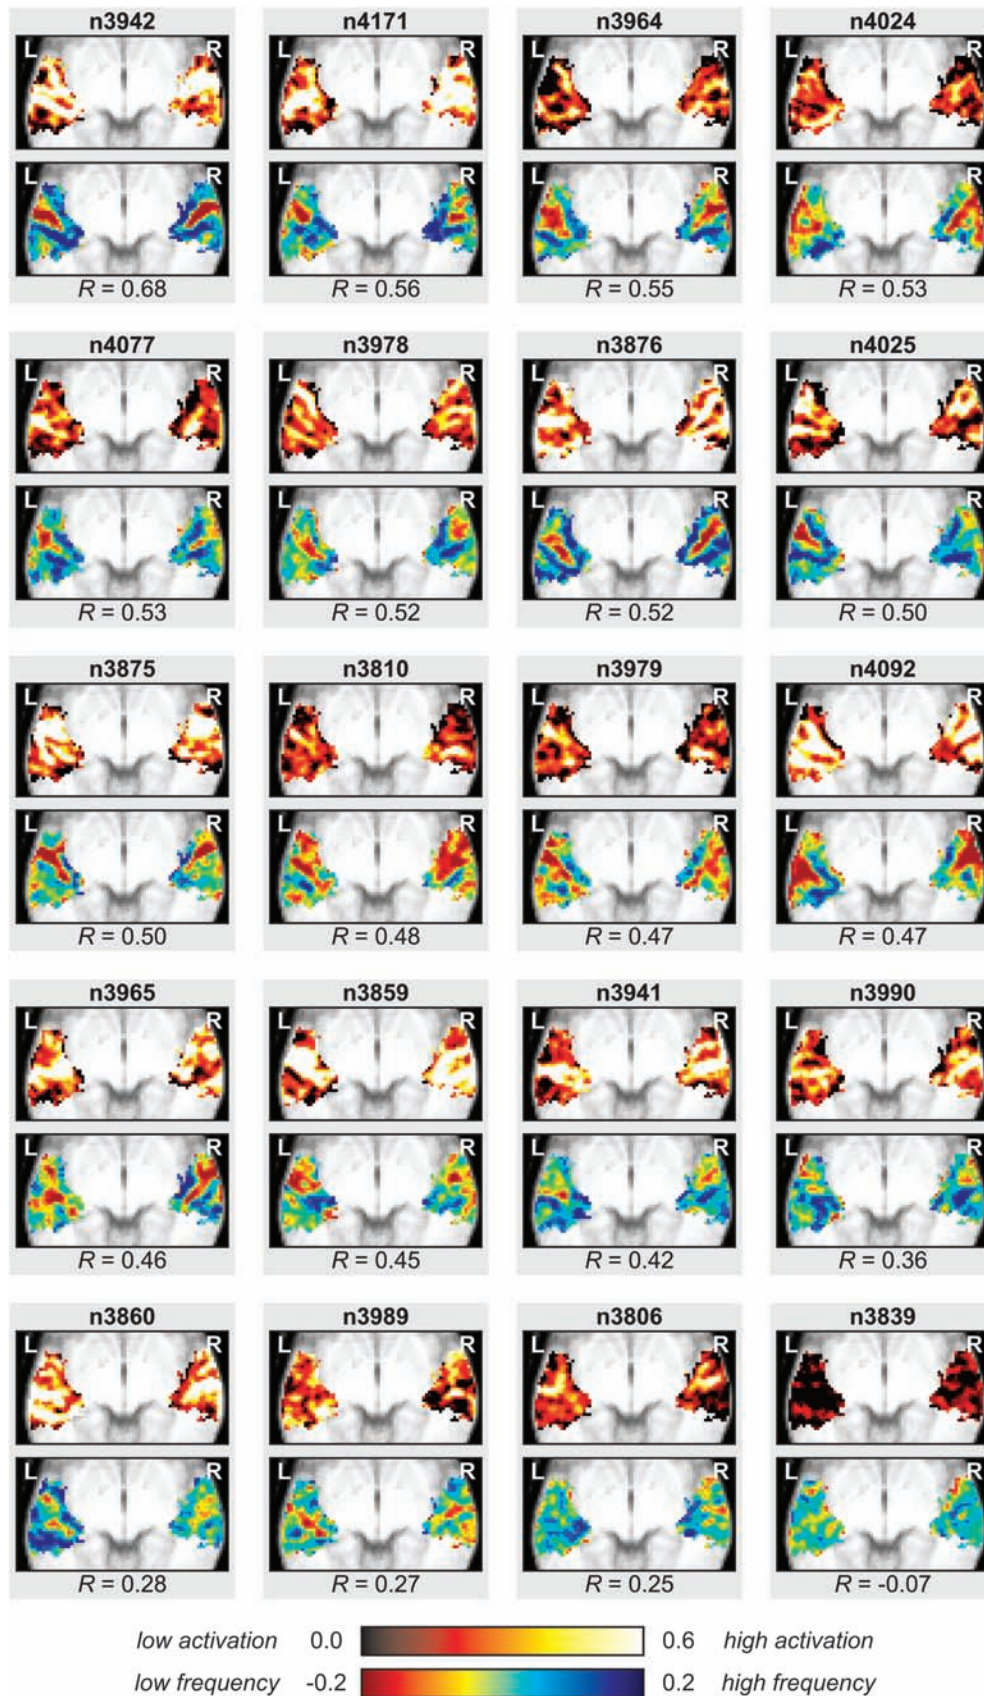 n3942 n4171 n3964 n4024
L R L R L R L R
L R L R L R L R
R = 0.68 R = 0.56 R = 0.55 R = 0.53
n4077 n3978 n3876 n4025
L R L R L R L R
L R L R L R L R
R = 0.53 R = 0.52 R = 0.52 R = 0.50
n3875 n3810 n3979 n4092
L R L R L R L R
L R L R L R L R
R = 0.50 R = 0.48 R = 0.47 R = 0.47
n3965 n3859 n3941 n3990
L R L R L R L R
L R L R L R L R
R = 0.46 R = 0.45 R = 0.42 R = 0.36
n3860 n3989 n3806 n3839
L R L R L R L R
L R L R L R L R
R = 0.28 R = 0.27 R = 0.25 R = -0.07
low activation 0.0 0.6 high activation
low frequency -0.2 0.2 high frequency